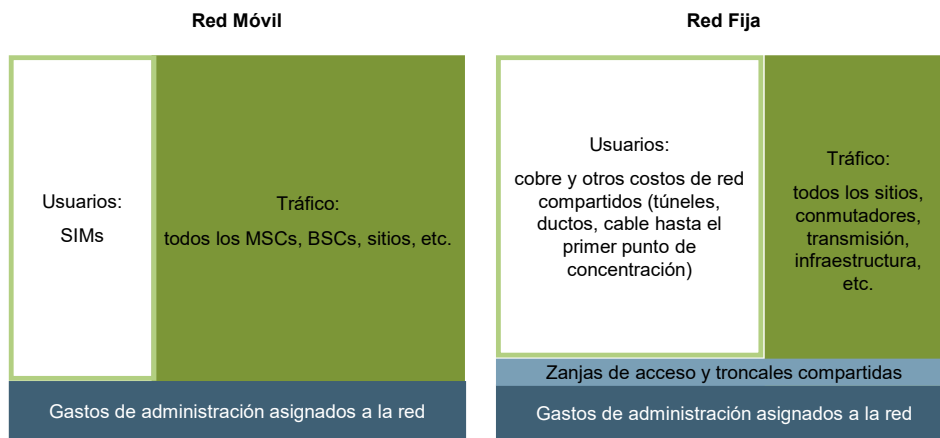 Red Móvil
Usuarios:
SIMs
Tráfico:
todos los MSCs, BSCs, sitios, etc.
Gastos de administración asignados a la red
Red Fija
Usuarios:
cobre y otros costos de red
compartidos (túneles,
ductos, cable hasta el
primer punto de
concentración)
Tráfico:
todos los sitios,
conmutadores,
transmisión,
infraestructura,
etc.
Zanjas de acceso y troncales compartidas
Gastos de administración asignados a la red